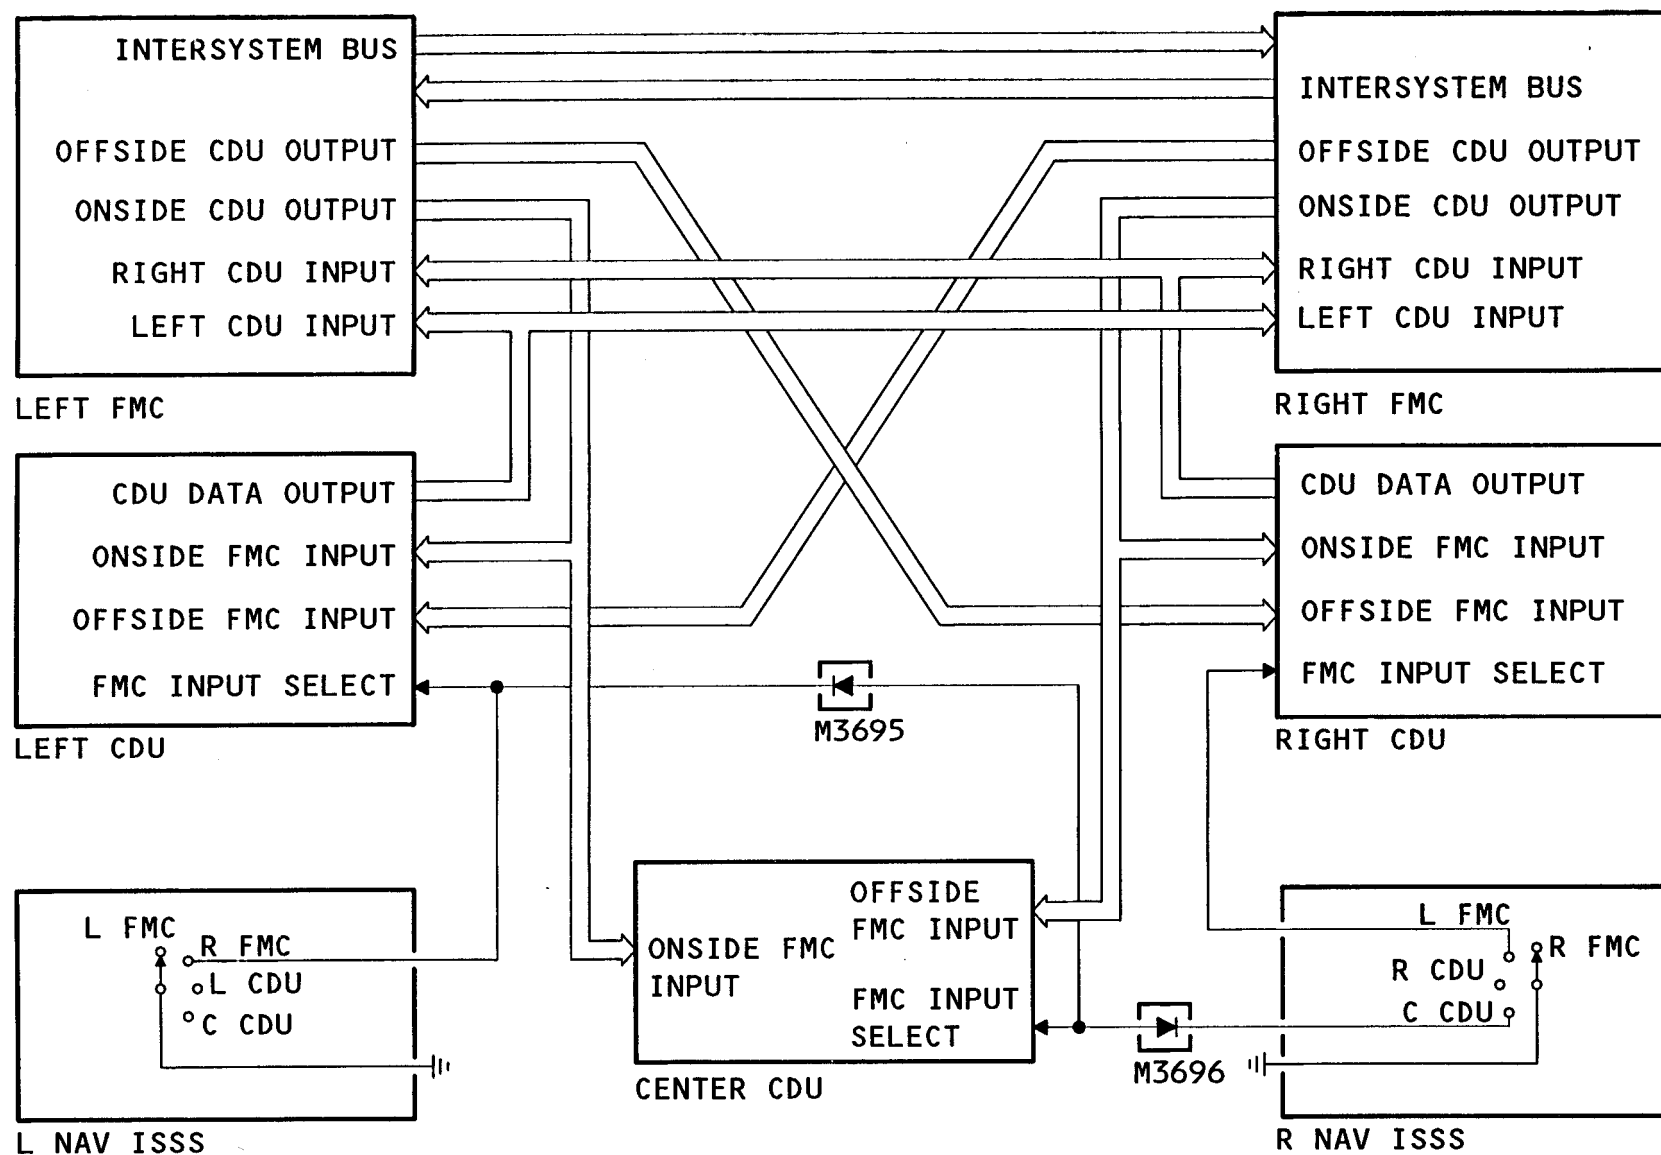 INTERSYSTEM BUS
OFFSIDE CDU OUTPUT
ONSIDE CDU OUTPUT
RIGHT CDU INPUT
LEFT CDU INPUT
LEFT FMC
INTERSYSTEM BUS
OFFSIDE CDU OUTPUT
ONSIDE CDU OUTPUT
RIGHT CDU INPUT
LEFT CDU INPUT
RIGHT FMC
CDU DATA OUTPUT
ONSIDE FMC INPUT
OFFSIDE FMC INPUT
FMC INPUT SELECT
LEFT CDU
M3695
CDU DATA OUTPUT
ONSIDE FMC INPUT
OFFSIDE FMC INPUT
FMC INPUT SELECT
RIGHT CDU
L FMC
R FMC
L CDU
C CDU
L NAV ISSS
OFFSIDE
FMC INPUT
ONSIDE FMC
INPUT
FMC INPUT
SELECT
CENTER CDU
M3696
L FMC
R FMC
R CDU
C CDU
R NAV ISSS